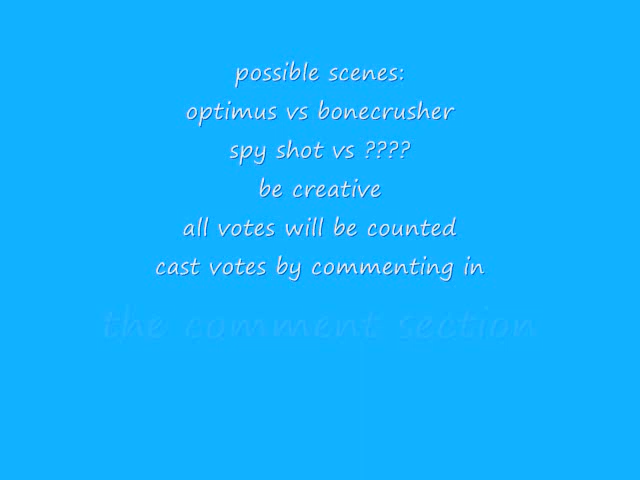 possible scenes:
optimus vs bonecrusher
spy shot vs ????
be creative
all votes will be counted
cast votes by commenting in
the comment section